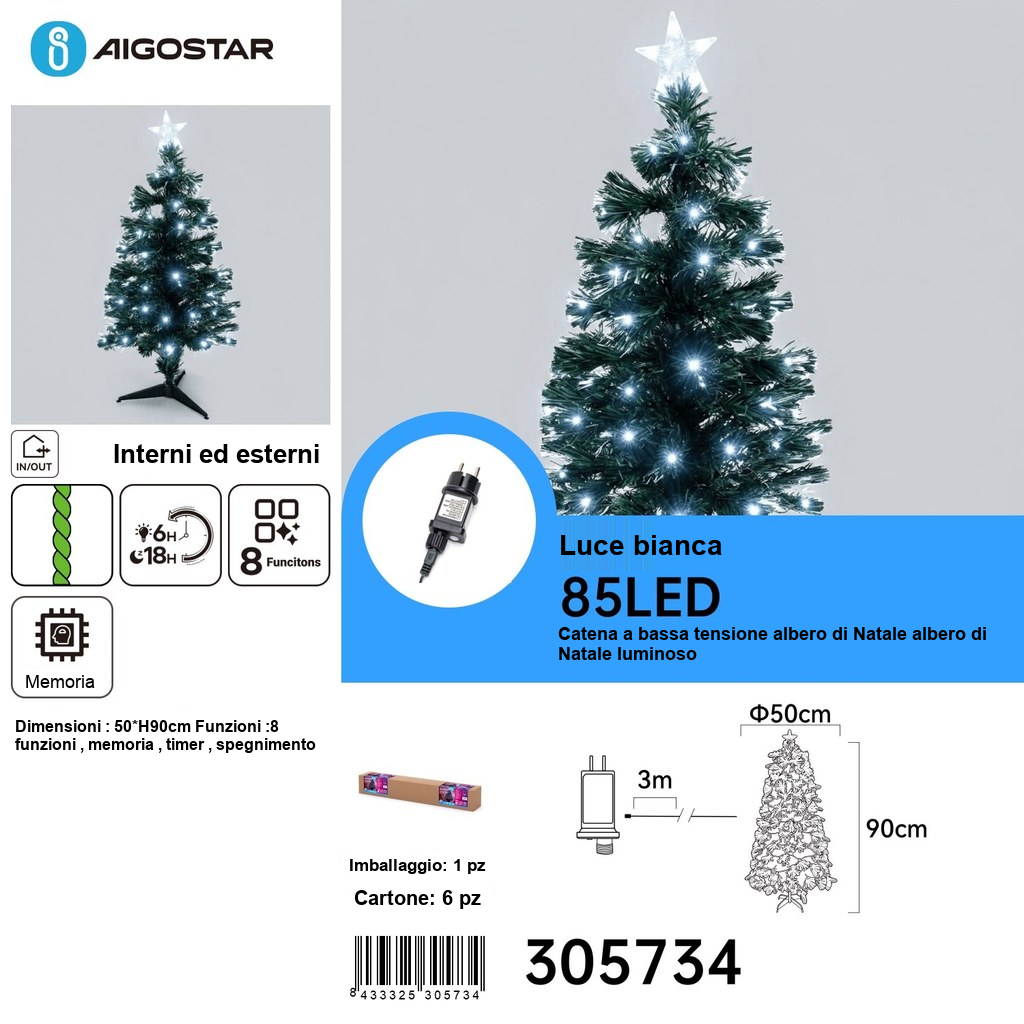 AIGOSTAR
IN/OUT
Interni ed esterni
6H
18H
8 Funcitons
Memoria
Dimensioni : 50*H90cm Funzioni :8
funzioni , memoria , timer , spegnimento
Luce bianca
85LED
Catena a bassa tensione albero di Natale albero di
Natale luminoso
Φ50cm
3m
90cm
Imballaggio: 1 pz
Cartone: 6 pz
8 433325 305734
305734